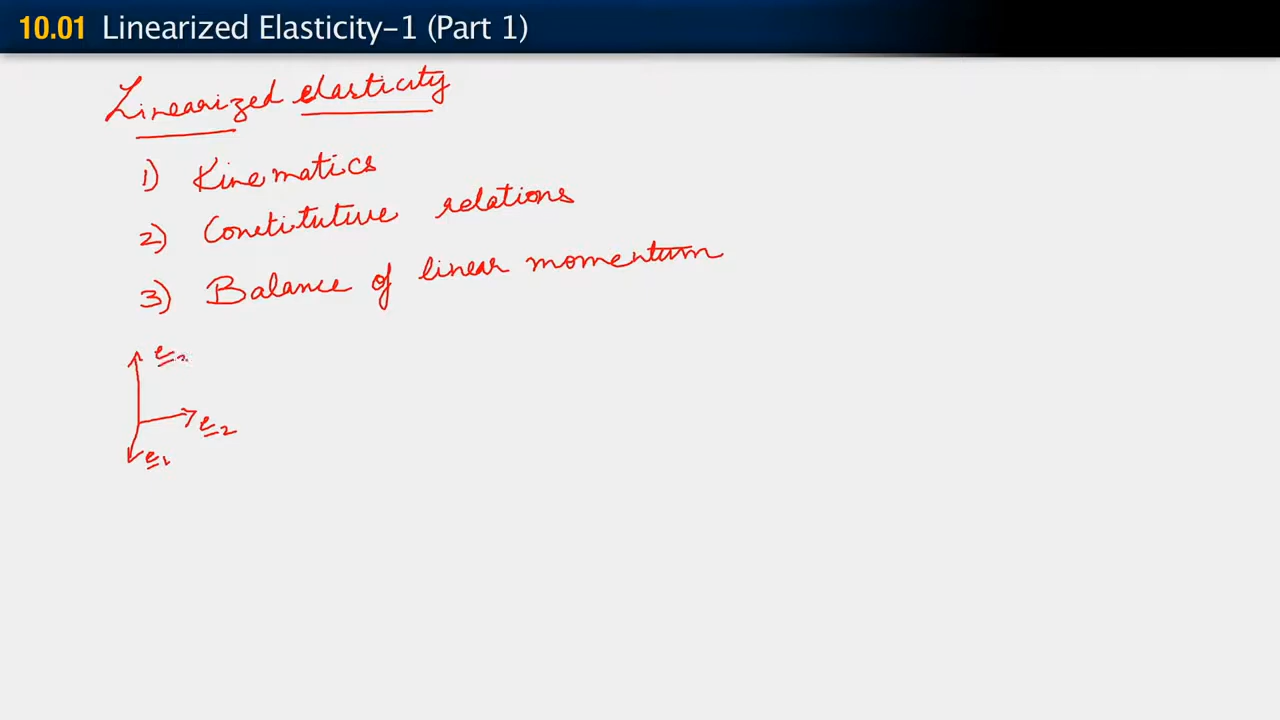 10.01 Linearized Elasticity-1 (Part 1)
Linearized elasticity
1) Kinematics
2) Constitutive relations
3) Balance of linear momentum
e
e2
e1